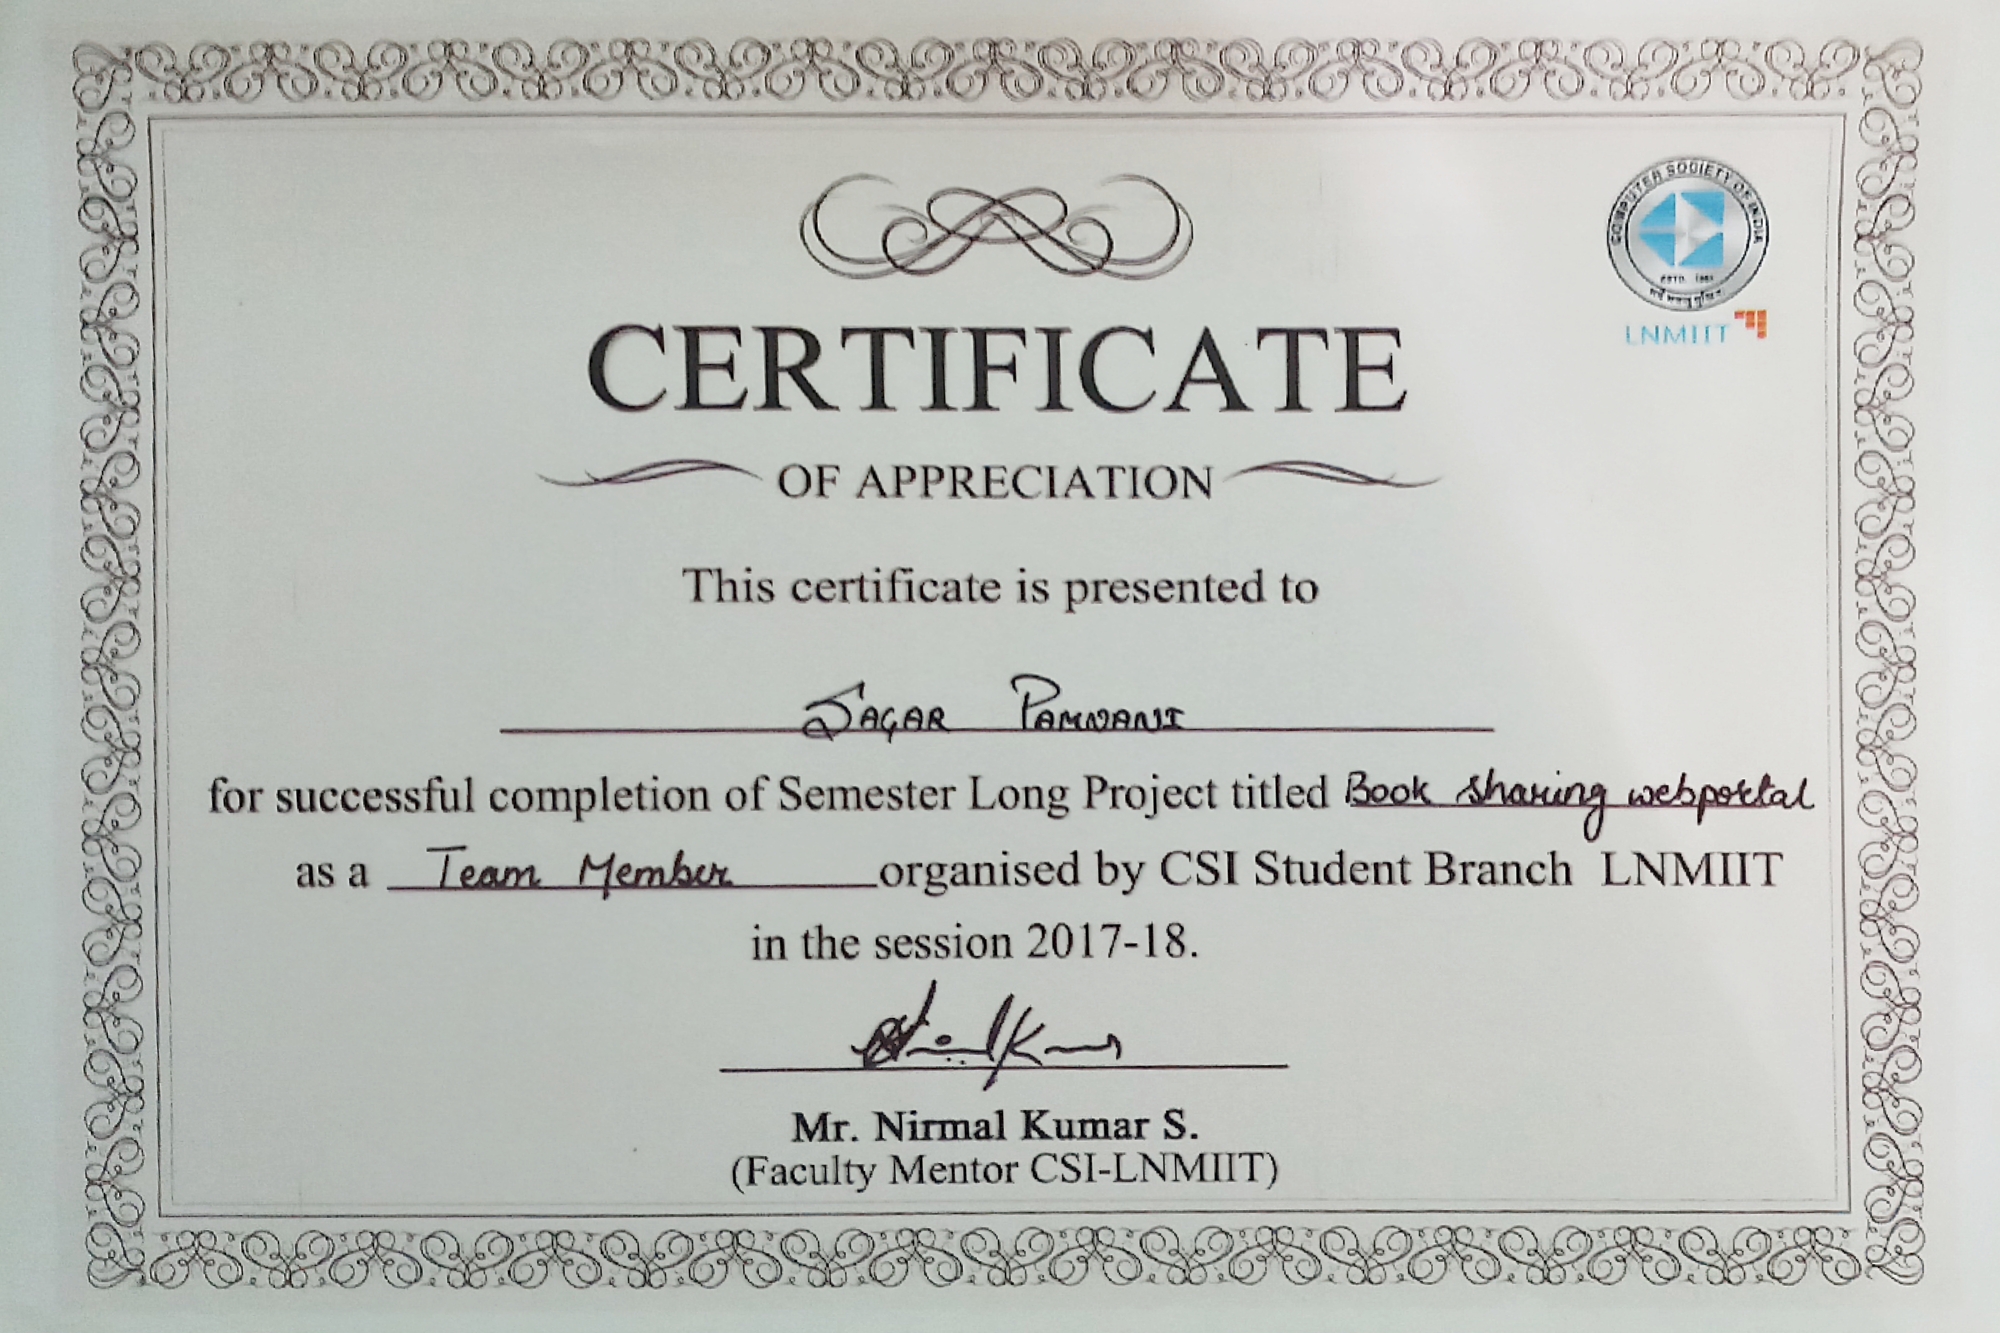 COMPUTER SOCIETY OF INDIA
ESTD.
LNMIIT
CERTIFICATE
OF APPRECIATION
This certificate is presented to
SAGAR PAMNANI
for successful completion of Semester Long Project titled Book sharing webportal
as a Team Member organised by CSI Student Branch LNMIIT
in the session 2017-18.
Mr. Nirmal Kumar S.
(Faculty Mentor CSI-LNMIIT)